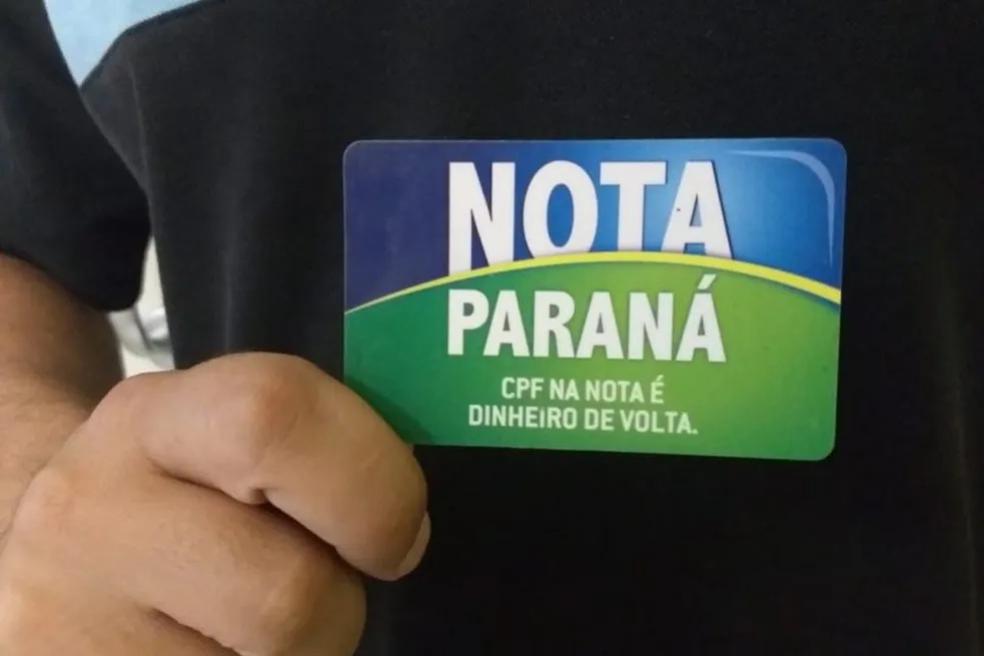 NOTA
PARANÁ
CPF NA NOTA É
DINHEIRO DE VOLTA.